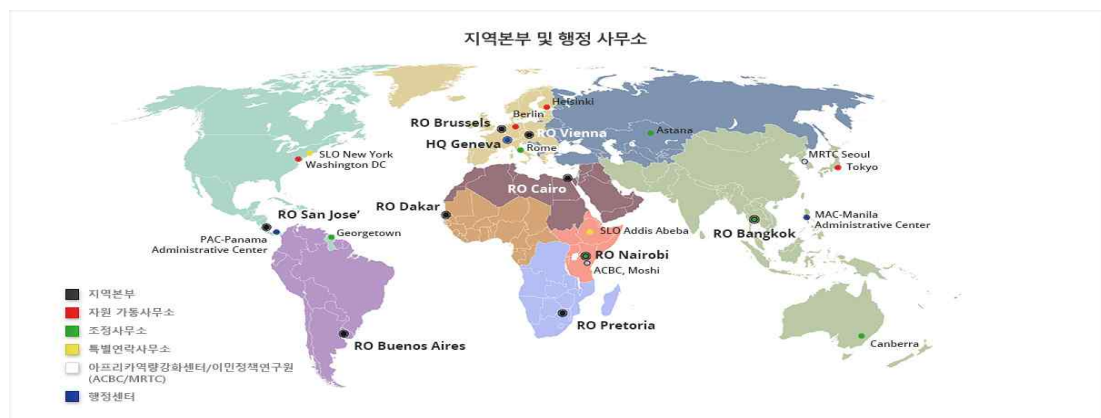 지역본부 및 행정 사무소
Helsinki
Berlin
RO Brussels
RO Vienna
Astana
HQ Geneva
Rome
SLO New York
Washington DC
MRTC Seoul
Tokyo
RO Cairo
RO Dakar
RO San Jose’
Georgetown
PAC-Panama
Administrative Center
SLO Addis Abeba
MAC-Manila
Administrative Center
RO Bangkok
RO Nairobi
ACBC, Moshi
RO Pretoria
RO Buenos Aires
Canberra
지역본부
자원 가동사무소
조정사무소
특별연락사무소
아프리카역량강화센터/이민정책연구원
(ACBC/MRTC)
행정센터